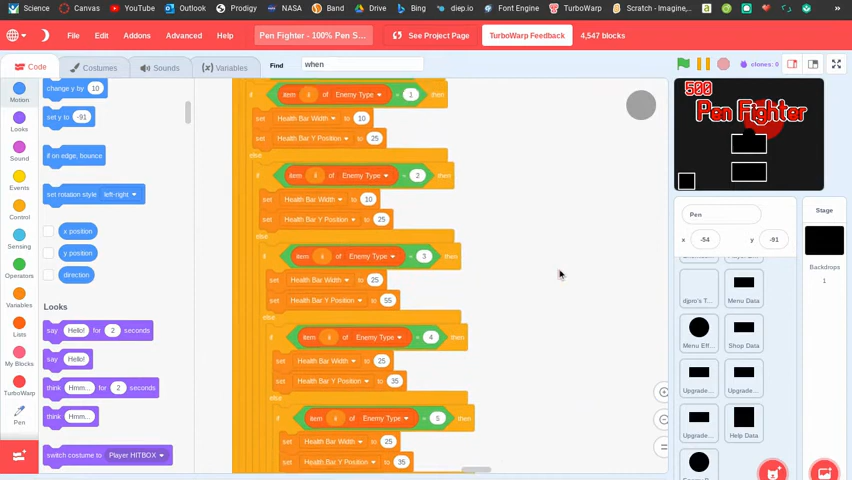 Science Canvas YouTube Outlook Prodigy NASA Band Drive Bing diep.io Font Engine TurboWarp Scratch - Imagine,...
File Edit Addons Advanced Help Pen Fighter - 100% Pen S... See Project Page TurboWarp Feedback 4,547 blocks
Code Costumes Sounds Variables Find when clones: 0
Motion
Looks
Sound
Events
Control
Sensing
Operators
Variables
Lists
My Blocks
TurboWarp
Pen
change y by 10
set y to -91
if on edge, bounce
set rotation style left-right
x position
y position
direction
Looks
say Hello! for 2 seconds
say Hello!
think Hmm... for 2 seconds
think Hmm...
switch costume to Player HITBOX
if item ii of Enemy Type = 1 then
set Health Bar Width to 10
set Health Bar Y Position to 25
else
if item ii of Enemy Type = 2 then
set Health Bar Width to 10
set Health Bar Y Position to 25
else
if item ii of Enemy Type = 3 then
set Health Bar Width to 25
set Health Bar Y Position to 55
else
if item ii of Enemy Type = 4 then
set Health Bar Width to 25
set Health Bar Y Position to 35
else
if item ii of Enemy Type = 5 then
set Health Bar Width to 25
set Health Bar Y Position to 35
500
Pen Fighter
Pen
x -54 y -91
Stage
Backdrops
1
djpro's T... Menu Data
Menu Eff... Shop Data
Upgrade... Upgrade...
Upgrade... Help Data